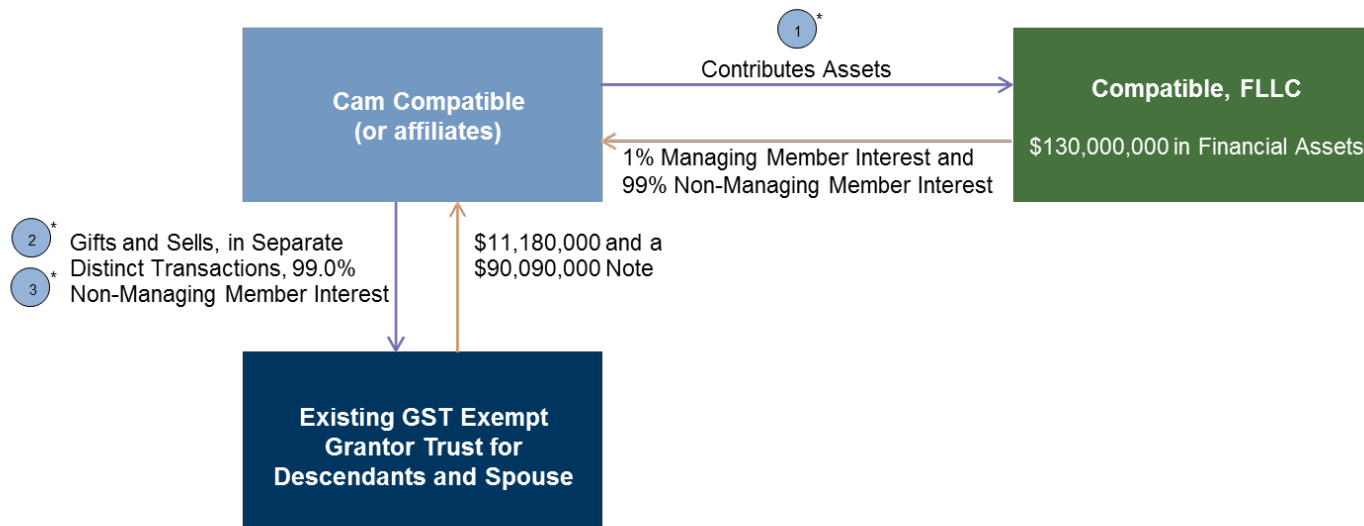 1 *
Contributes Assets
Cam Compatible
(or affiliates)
Compatible, FLLC
$130,000,000 in Financial Assets
1% Managing Member Interest and
99% Non-Managing Member Interest
2 *
3 *
Gifts and Sells, in Separate
Distinct Transactions, 99.0%
Non-Managing Member Interest
$11,180,000 and a
$90,090,000 Note
Existing GST Exempt
Grantor Trust for
Descendants and Spouse